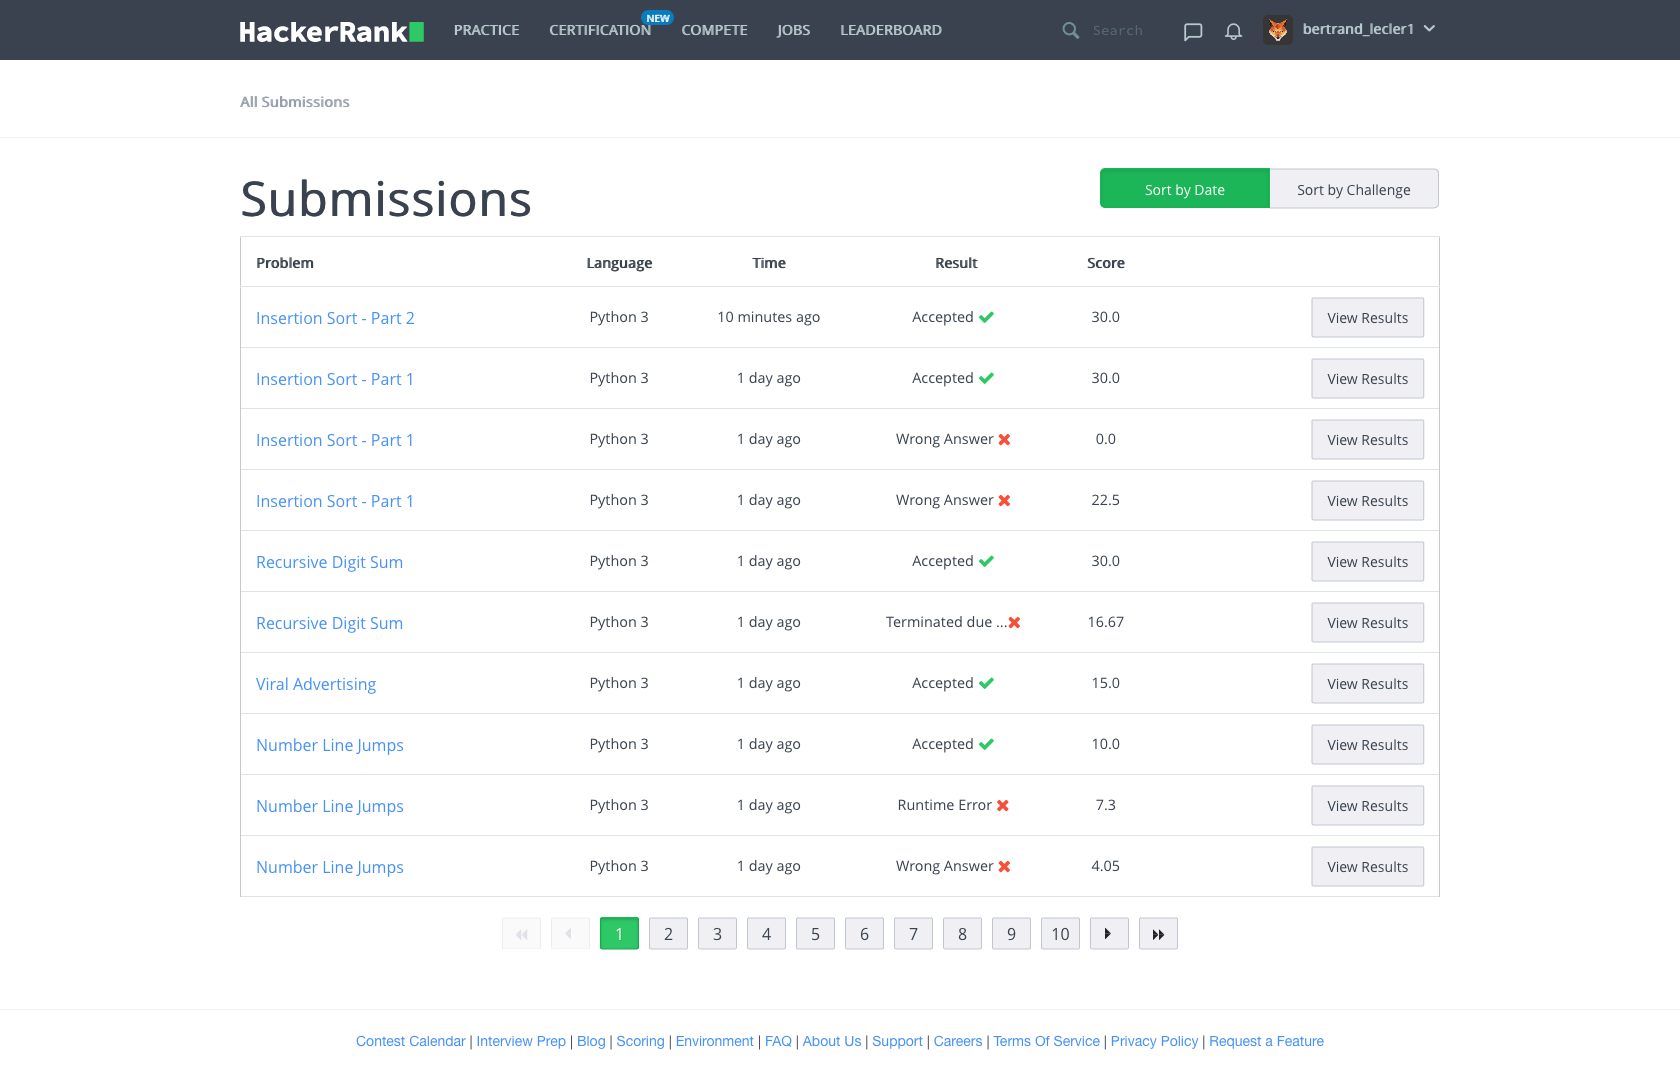 HackerRank PRACTICE CERTIFICATION NEW COMPETE JOBS LEADERBOARD Search bertrand_lecler1
All Submissions
Submissions Sort by Date Sort by Challenge
Problem Language Time Result Score
Insertion Sort - Part 2 Python 3 10 minutes ago Accepted 30.0 View Results
Insertion Sort - Part 1 Python 3 1 day ago Accepted 30.0 View Results
Insertion Sort - Part 1 Python 3 1 day ago Wrong Answer 0.0 View Results
Insertion Sort - Part 1 Python 3 1 day ago Wrong Answer 22.5 View Results
Recursive Digit Sum Python 3 1 day ago Accepted 30.0 View Results
Recursive Digit Sum Python 3 1 day ago Terminated due ... 16.67 View Results
Viral Advertising Python 3 1 day ago Accepted 15.0 View Results
Number Line Jumps Python 3 1 day ago Accepted 10.0 View Results
Number Line Jumps Python 3 1 day ago Runtime Error 7.3 View Results
Number Line Jumps Python 3 1 day ago Wrong Answer 4.05 View Results
1 2 3 4 5 6 7 8 9 10
Contest Calendar | Interview Prep | Blog | Scoring | Environment | FAQ | About Us | Support | Careers | Terms Of Service | Privacy Policy | Request a Feature